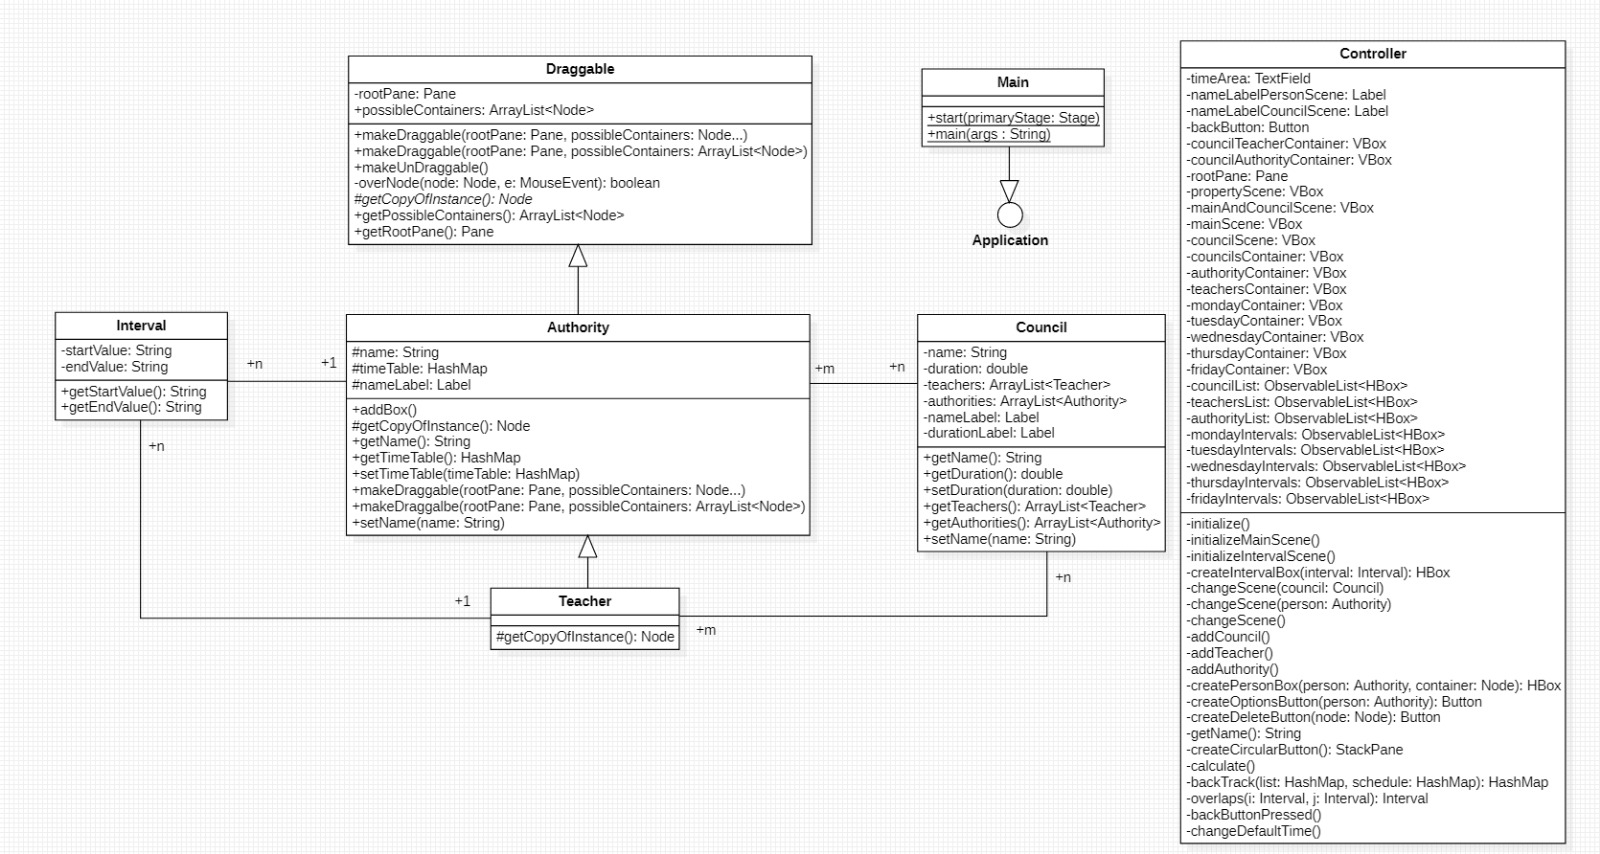 Draggable
-rootPane: Pane
+possibleContainers: ArrayList<Node>
+makeDraggable(rootPane: Pane, possibleContainers: Node...)
+makeDraggable(rootPane: Pane, possibleContainers: ArrayList<Node>)
+makeUnDraggable()
-overNode(node: Node, e: MouseEvent): boolean
#getCopyOfInstance(): Node
+getPossibleContainers(): ArrayList<Node>
+getRootPane(): Pane
Main
+start(primaryStage: Stage)
+main(args : String)
Application
Interval
-startValue: String
-endValue: String
+getStartValue(): String
+getEndValue(): String
+n
+1
+n
Authority
#name: String
#timeTable: HashMap
#nameLabel: Label
+addBox()
#getCopyOfInstance(): Node
+getName(): String
+getTimeTable(): HashMap
+setTimeTable(timeTable: HashMap)
+makeDraggable(rootPane: Pane, possibleContainers: Node...)
+makeDraggalbe(rootPane: Pane, possibleContainers: ArrayList<Node>)
+setName(name: String)
+m
+n
Council
-name: String
-duration: double
-teachers: ArrayList<Teacher>
-authorities: ArrayList<Authority>
-nameLabel: Label
-durationLabel: Label
+getName(): String
+getDuration(): double
+setDuration(duration: double)
+getTeachers(): ArrayList<Teacher>
+getAuthorities(): ArrayList<Authority>
+setName(name: String)
+n
+1
Teacher
#getCopyOfInstance(): Node
+m
Controller
-timeArea: TextField
-nameLabelPersonScene: Label
-nameLabelCouncilScene: Label
-backButton: Button
-councilTeacherContainer: VBox
-councilAuthorityContainer: VBox
-rootPane: Pane
-propertyScene: VBox
-mainAndCouncilScene: VBox
-mainScene: VBox
-councilScene: VBox
-councilsContainer: VBox
-authorityContainer: VBox
-teachersContainer: VBox
-mondayContainer: VBox
-tuesdayContainer: VBox
-wednesdayContainer: VBox
-thursdayContainer: VBox
-fridayContainer: VBox
-councilList: ObservableList<HBox>
-teachersList: ObservableList<HBox>
-authorityList: ObservableList<HBox>
-mondayIntervals: ObservableList<HBox>
-tuesdayIntervals: ObservableList<HBox>
-wednesdayIntervals: ObservableList<HBox>
-thursdayIntervals: ObservableList<HBox>
-fridayIntervals: ObservableList<HBox>
-initialize()
-initializeMainScene()
-initializeIntervalScene()
-createIntervalBox(interval: Interval): HBox
-changeScene(council: Council)
-changeScene(person: Authority)
-changeScene()
-addCouncil()
-addTeacher()
-addAuthority()
-createPersonBox(person: Authority, container: Node): HBox
-createOptionsButton(person: Authority): Button
-createDeleteButton(node: Node): Button
-getName(): String
-createCircularButton(): StackPane
-calculate()
-backTrack(list: HashMap, schedule: HashMap): HashMap
-overlaps(i: Interval, j: Interval): Interval
-backButtonPressed()
-changeDefaultTime()